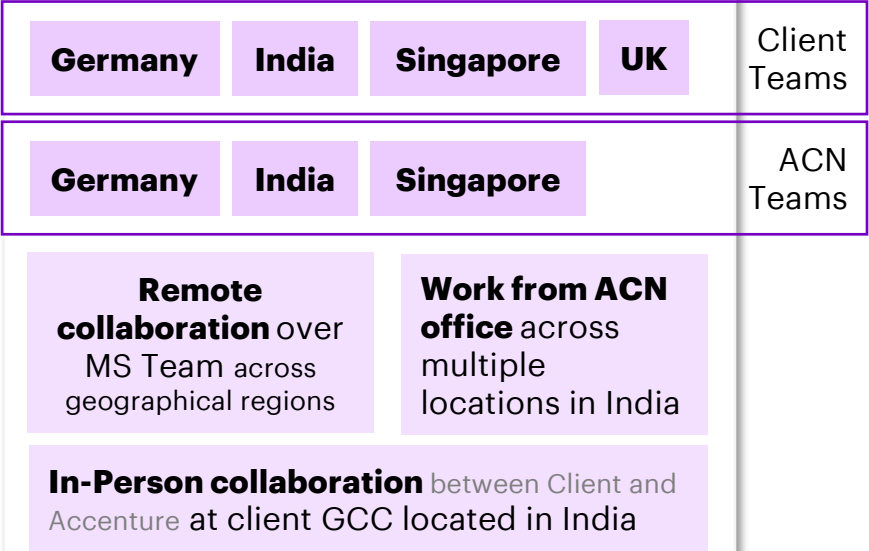 Germany India Singapore UK
Client
Teams
Germany India Singapore
ACN
Teams
Remote
collaboration over
MS Team across
geographical regions
Work from ACN
office across
multiple
locations in India
In-Person collaboration between Client and
Accenture at client GCC located in India